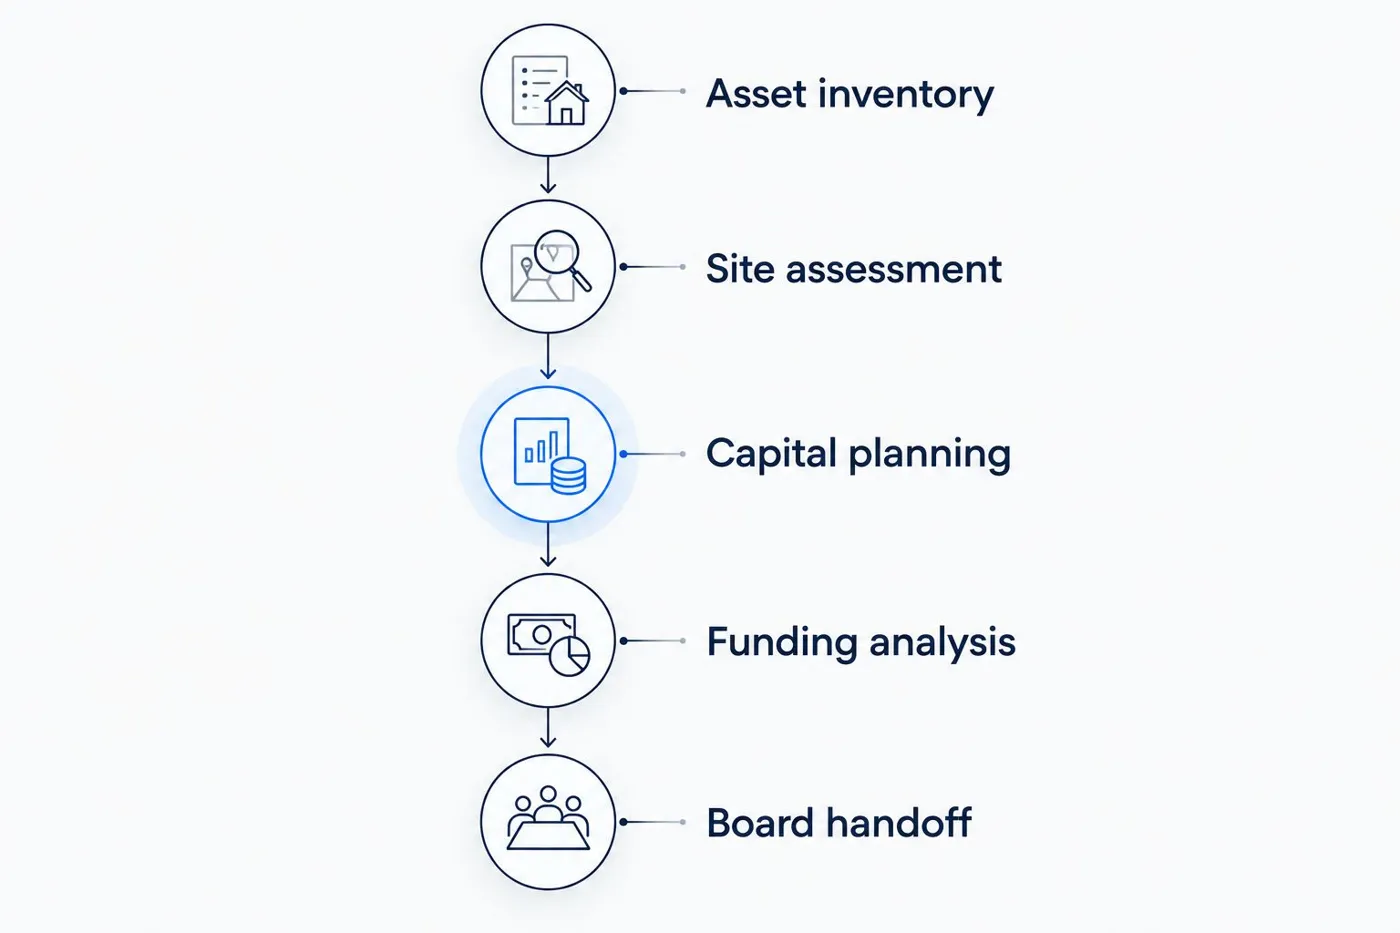 Asset inventory
Site assessment
Capital planning
Funding analysis
Board handoff